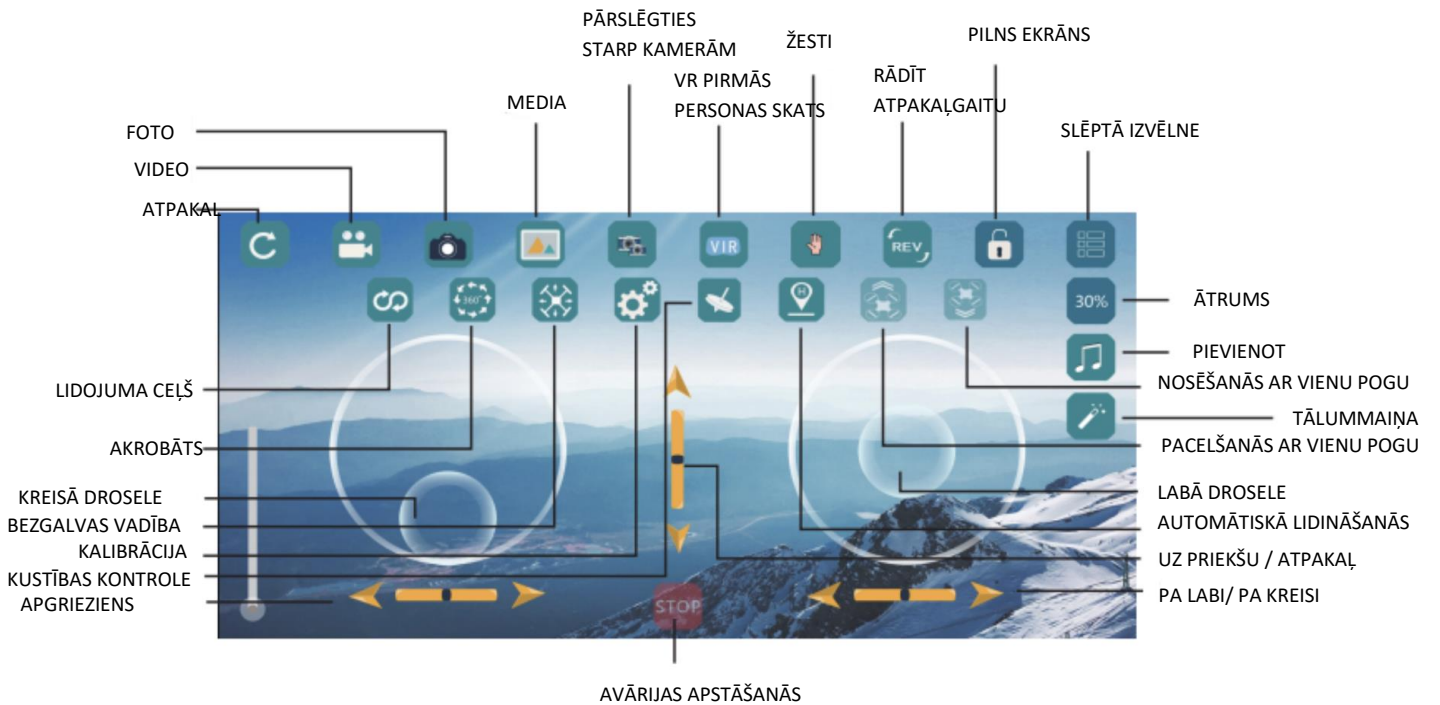 PĀRSLĒGTIES
STARP KAMERĀM
ŽESTI
PILNS EKRĀNS
VR PIRMĀS
PERSONAS SKATS
RĀDĪT
ATPAKAĻGAITU
MEDIA
SLĒPTĀ IZVĒLNE
FOTO
VIDEO
ATPAKAL
VIR
REV
360°
H
30%
ĀTRUMS
PIEVIENOT
NOSĒŠANĀS AR VIENU POGU
LIDOJUMA CEĻŠ
TĀLUMMAIŅA
AKROBĀTS
PACELŠANĀS AR VIENU POGU
KREISĀ DROSELE
LABĀ DROSELE
BEZGALVAS VADĪBA
AUTOMĀTISKĀ LIDINĀŠANĀS
KALIBRĀCIJA
UZ PRIEKŠU / ATPAKAĻ
KUSTĪBAS KONTROLE
APGRIEZIENS
PA LABI/ PA KREISI
STOP
AVĀRIJAS APSTĀŠANĀS